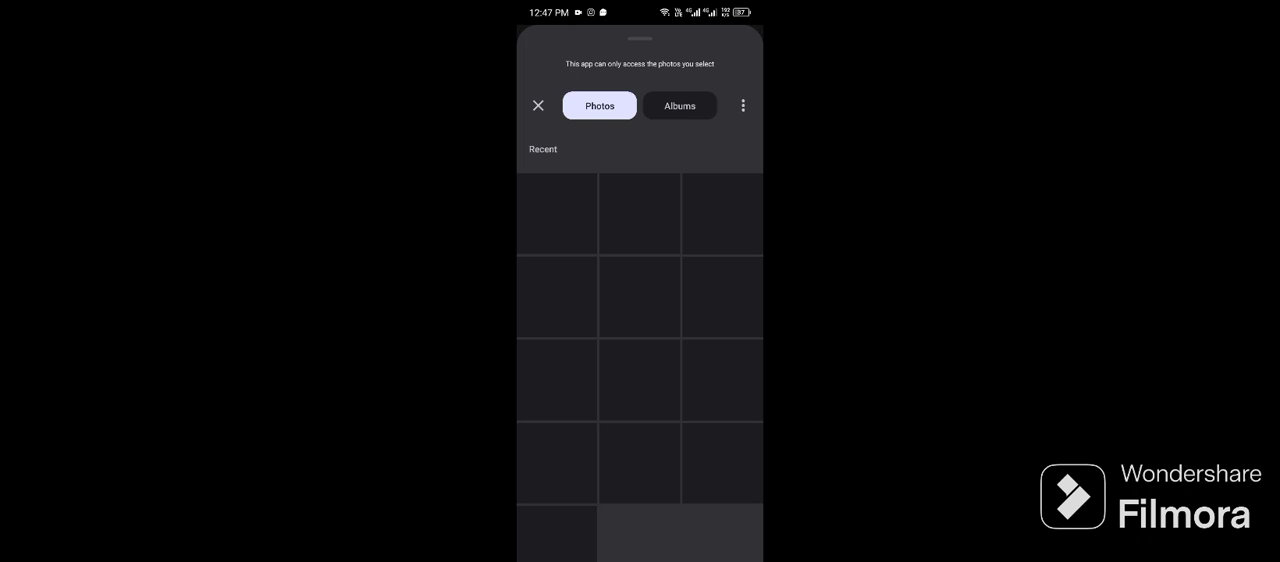 12:47 PM
This app can only access the photos you select
Photos
Albums
Recent
Wondershare
Filmora